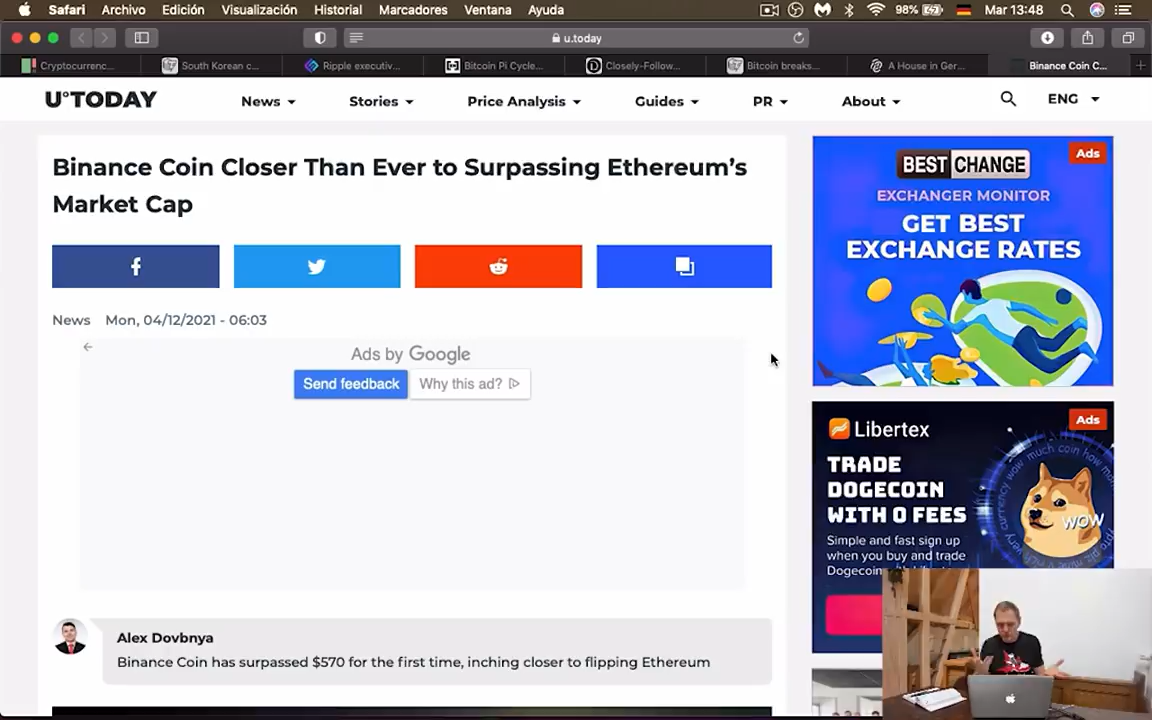 Safari Archivo Edición Visualización Historial Marcadores Ventana Ayuda 98% Mar 13:48
u.today
Cryptocurrenc... South Korean c... Ripple executiv... Bitcoin Pi Cycle... Closely-Follow... Bitcoin breaks... A House in Ger... Binance Coin C...
U°TODAY News Stories Price Analysis Guides PR About ENG
Binance Coin Closer Than Ever to Surpassing Ethereum’s
Market Cap
News Mon, 04/12/2021 - 06:03
Ads by Google
Send feedback Why this ad?
Alex Dovbnya
Binance Coin has surpassed $570 for the first time, inching closer to flipping Ethereum
Ads
BEST CHANGE
EXCHANGER MONITOR
GET BEST
EXCHANGE RATES
Ads
Libertex
TRADE
DOGECOIN
WITH 0 FEES
Simple and fast sign up
when you buy and trade
Dogecoin
WOW